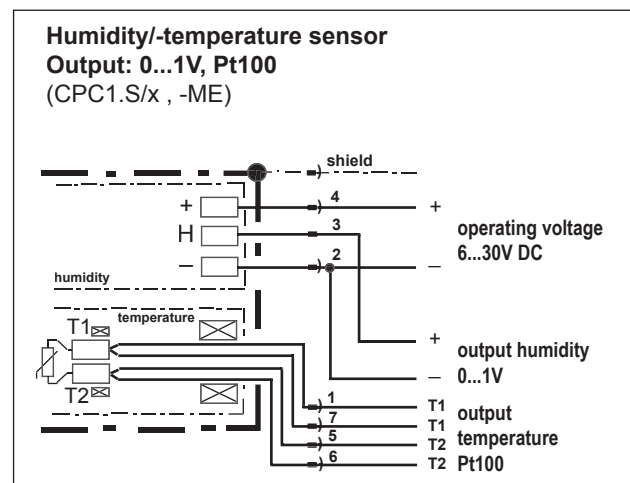 Humidity/-temperature sensor
Output: 0...1V, Pt100
(CPC1.S/x , -ME)
shield
+ 4 +
H 3 operating voltage
6...30V DC
– 2 –
humidity
temperature
T1
+
output humidity
– 0...1V
T2
1 T1 output
7 T1
5 T2 temperature
6 T2 Pt100